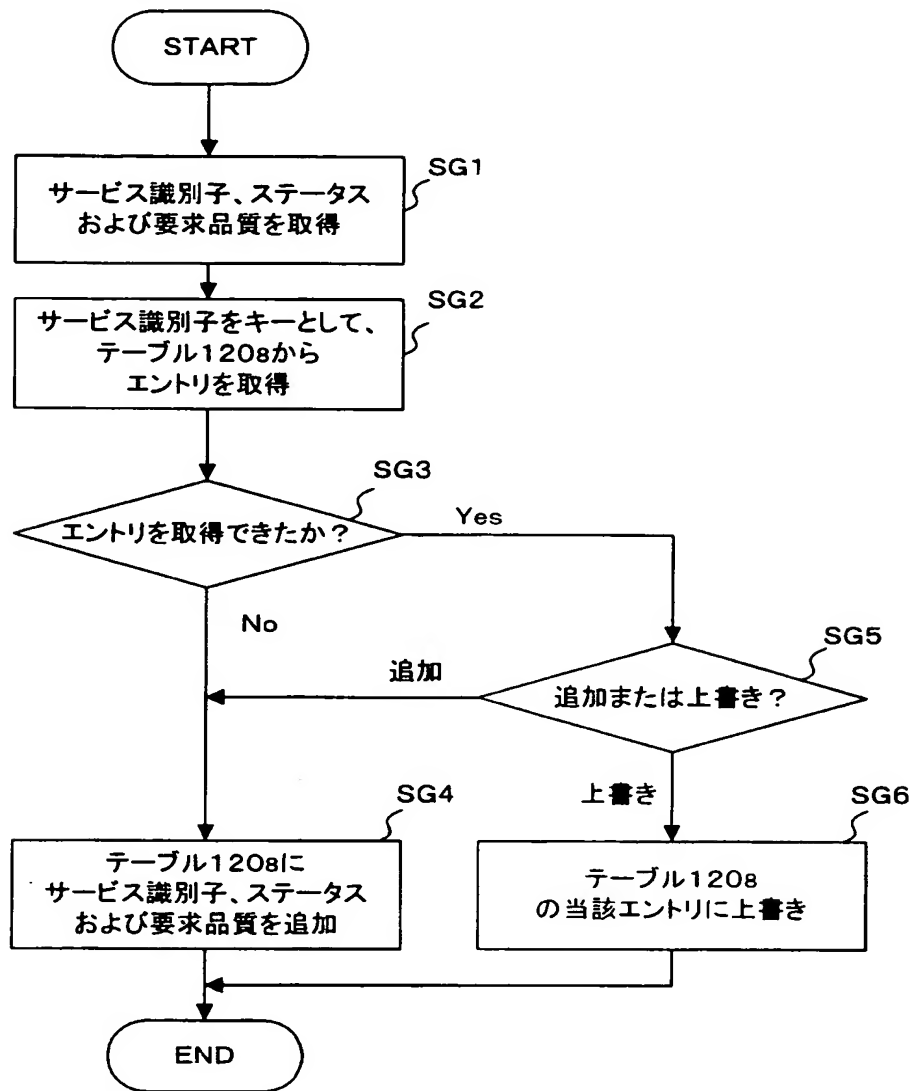 START
SG1
サービス識別子、ステータス
および要求品質を取得
SG2
サービス識別子をキーとして、
テーブル1208から
エントリを取得
SG3
エントリを取得できたか？
Yes
No
SG5
追加
追加または上書き？
上書き
SG4
テーブル1208に
サービス識別子、ステータス
および要求品質を追加
SG6
テーブル1208
の当該エントリに上書き
END